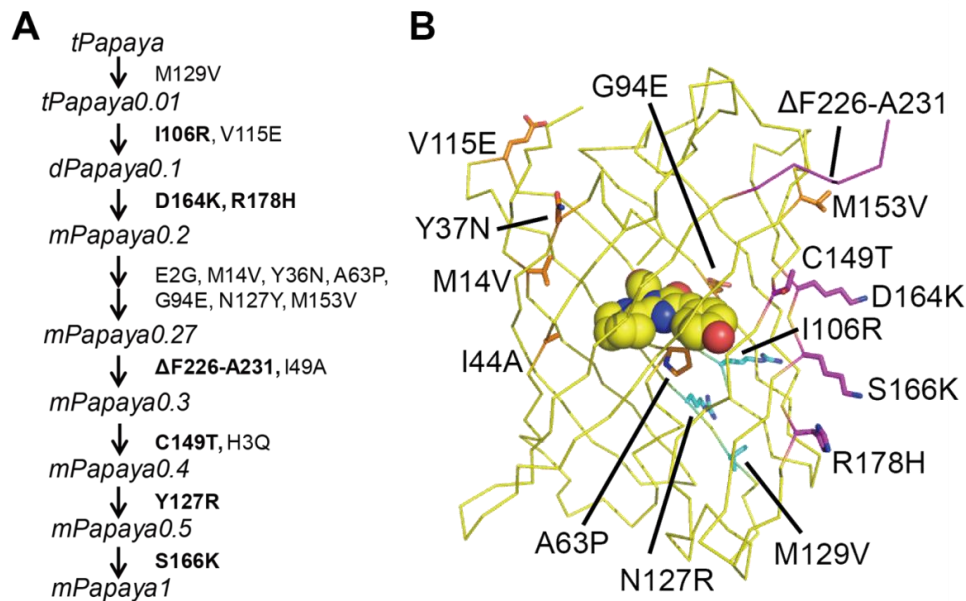 A
tPapaya
M129V
tPapaya0.01
I106R, V115E
dPapaya0.1
D164K, R178H
mPapaya0.2
E2G, M14V, Y36N, A63P,
G94E, N127Y, M153V
mPapaya0.27
ΔF226-A231, I49A
mPapaya0.3
C149T, H3Q
mPapaya0.4
Y127R
mPapaya0.5
S166K
mPapaya1
B
G94E
ΔF226-A231
V115E
M153V
Y37N
C149T
M14V
D164K
I106R
I44A
S166K
R178H
A63P
M129V
N127R